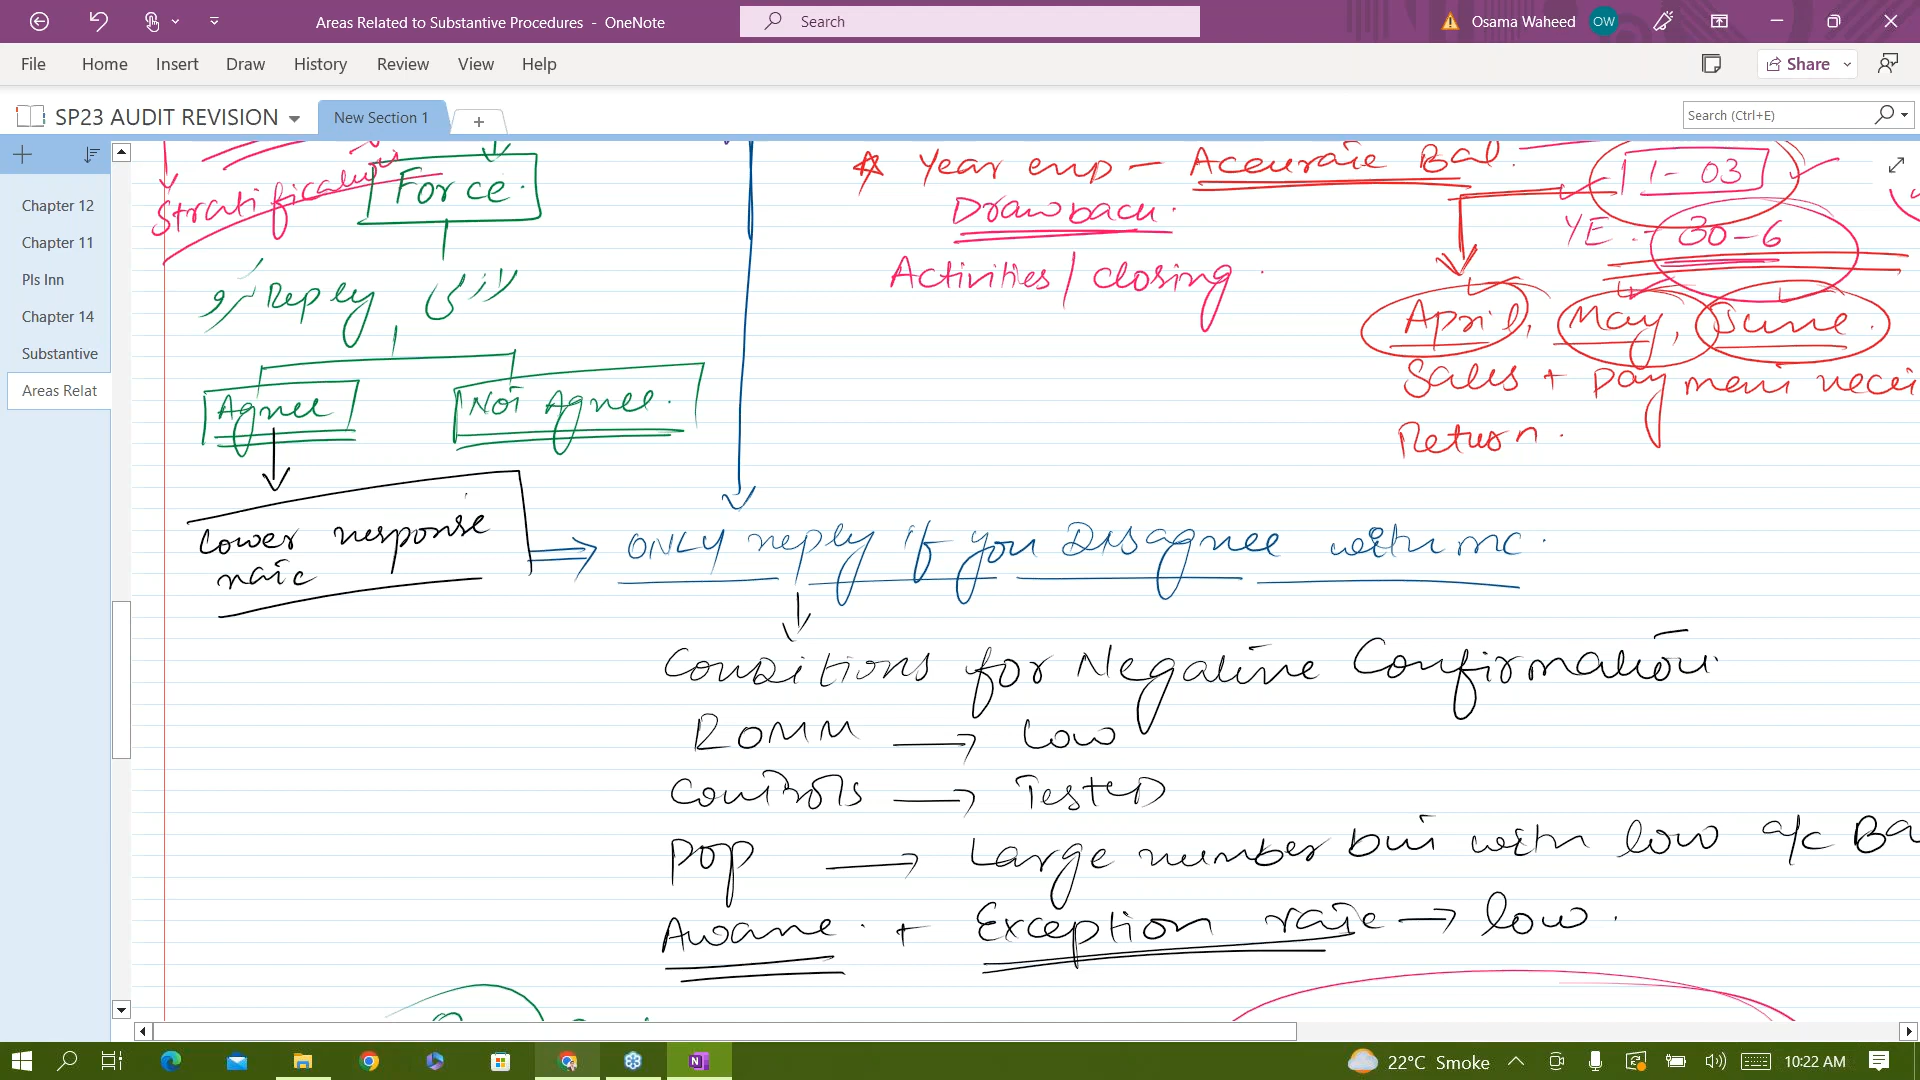 Areas Related to Substantive Procedures - OneNote
Search
Osama Waheed
OW
File
Home
Insert
Draw
History
Review
View
Help
Share
SP23 AUDIT REVISION
New Section 1
+
Search (Ctrl+E)
Chapter 12
Chapter 11
Pls Inn
Chapter 14
Substantive
Areas Relat
Stratification
Force
Reply
Agree
Not Agree
Lower response
rate
Year end - Accurate Bal
Drawback
Activities / closing
1-03
YE 30-6
April, May, June
Sales + payment recei
Return
ONLY reply if you Disagree with me
Conditions for Negative Confirmation
ROMM → Low
Controls → Tested
Pop → Large number but with low a/c Ba
Aware + Exception rate → low
22°C Smoke
10:22 AM